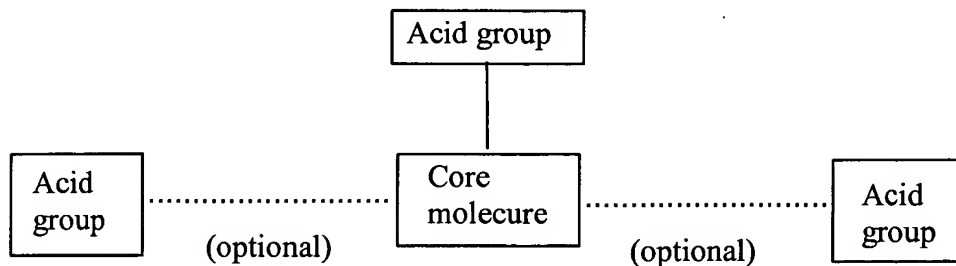 Acid group
Acid
group
(optional)
Core
molecure
(optional)
Acid
group